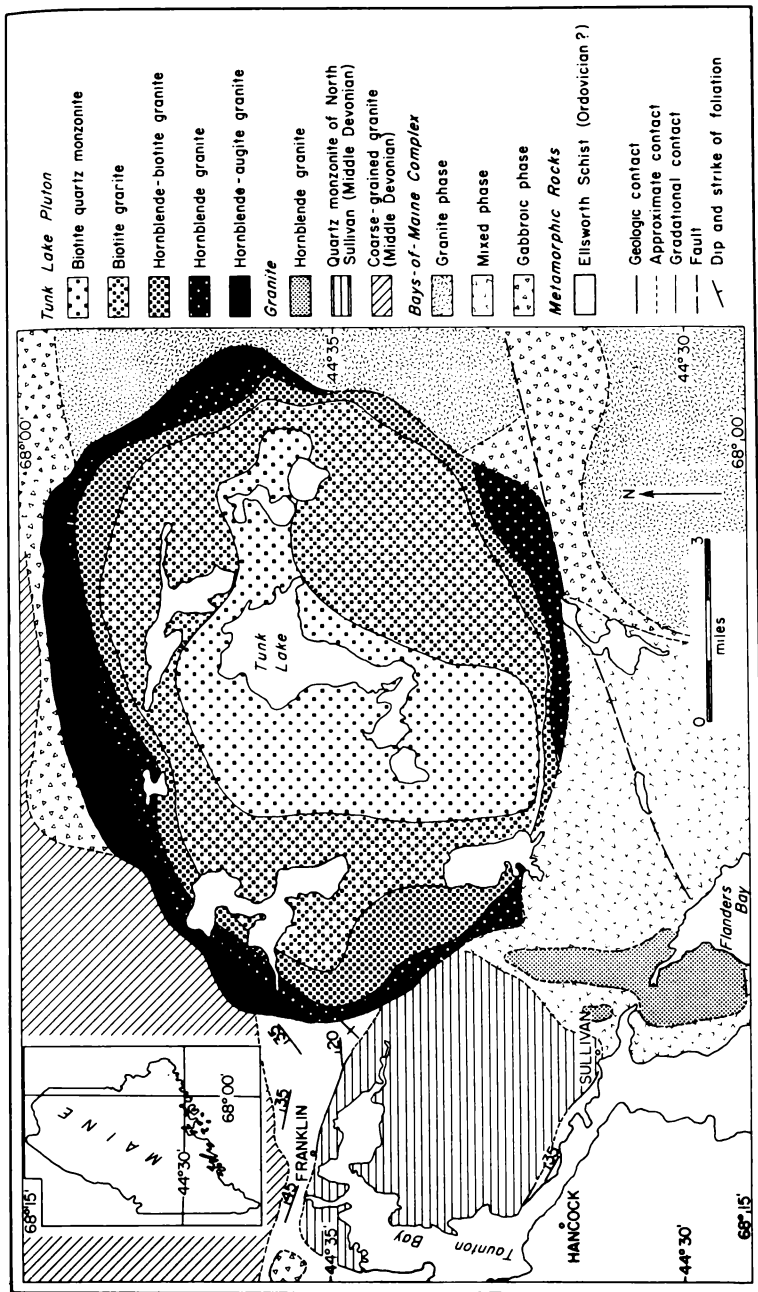 Tunk Lake Pluton
Biotite quartz monzonite
Biotite granite
Hornblende-biotite granite
Hornblende granite
Hornblende-augite granite
Granite
Hornblende granite
Quartz monzonite of North
Sullivan (Middle Devonian)
Coarse-grained granite
(Middle Devonian)
Bays-of-Maine Complex
Granite phase
Mixed phase
Gabbroic phase
Metamorphic Rocks
Ellsworth Schist (Ordovician?)
Geologic contact
Approximate contact
Gradational contact
Fault
Dip and strike of foliation
68°15'
MAINE
44°30'
68°00'
68°00'
44°35'
44°35
44°30
44°30'
68°15'
68°00
N
0 3
miles
Tunk
Lake
FRANKLIN
SULLIVAN
HANCOCK
Taunton
Bay
Flanders
Bay
45
35
35
20
35